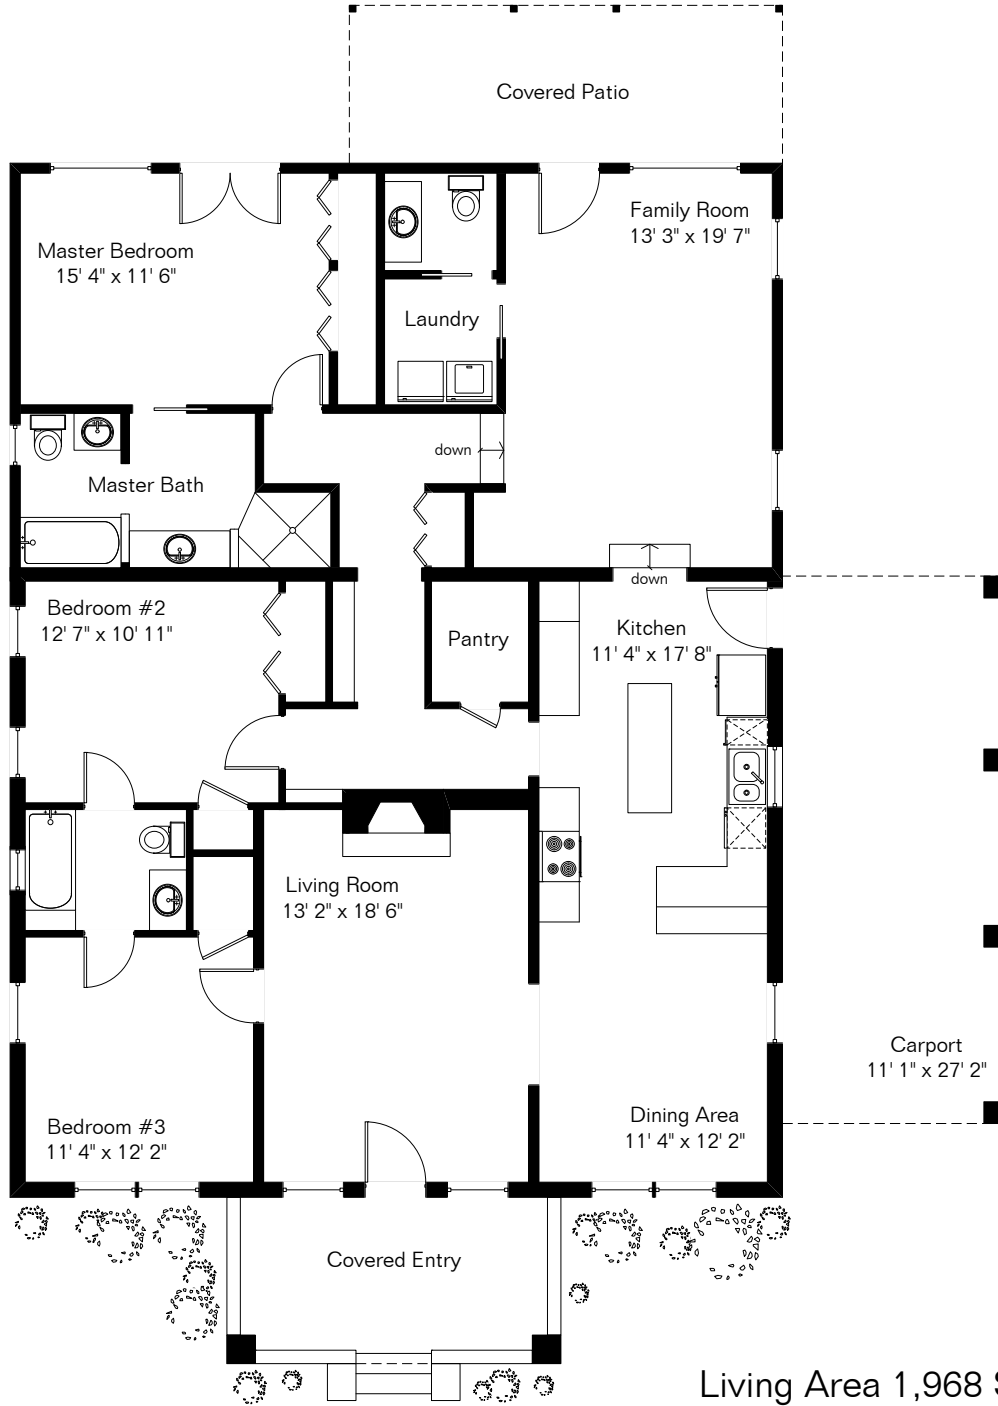 Covered Patio
Family Room
13' 3" x 19' 7"
Master Bedroom
15' 4" x 11' 6"
Laundry
down
Master Bath
down
Bedroom #2
12' 7" x 10' 11"
Kitchen
11' 4" x 17' 8"
Pantry
Living Room
13' 2" x 18' 6"
Carport
11' 1" x 27' 2"
Dining Area
11' 4" x 12' 2"
Bedroom #3
11' 4" x 12' 2"
Covered Entry
Living Area 1,968